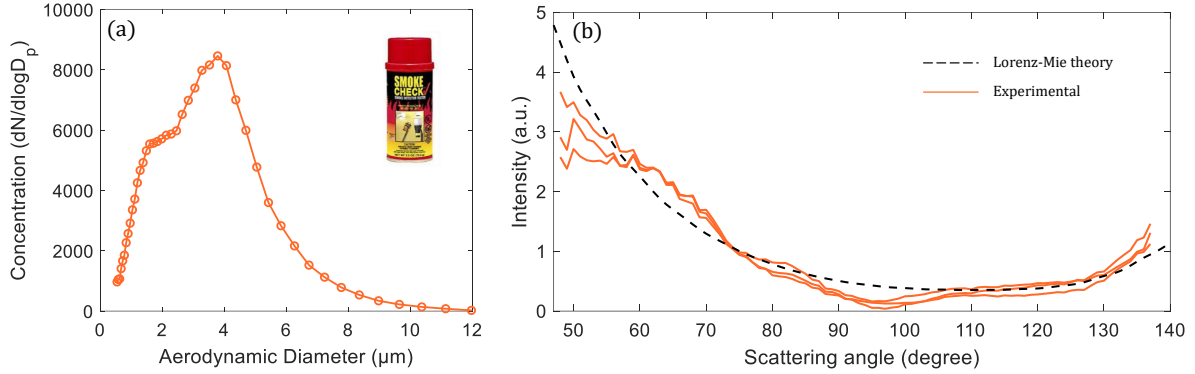 (a)
10000
8000
6000
4000
2000
0
0 2 4 6 8 10 12
Concentration (dN/dlogDp)
Aerodynamic Diameter (µm)
SMOKE
CHECK
(b)
5
4
3
2
1
0
50 60 70 80 90 100 110 120 130 140
Intensity (a.u.)
Scattering angle (degree)
Lorenz-Mie theory
Experimental